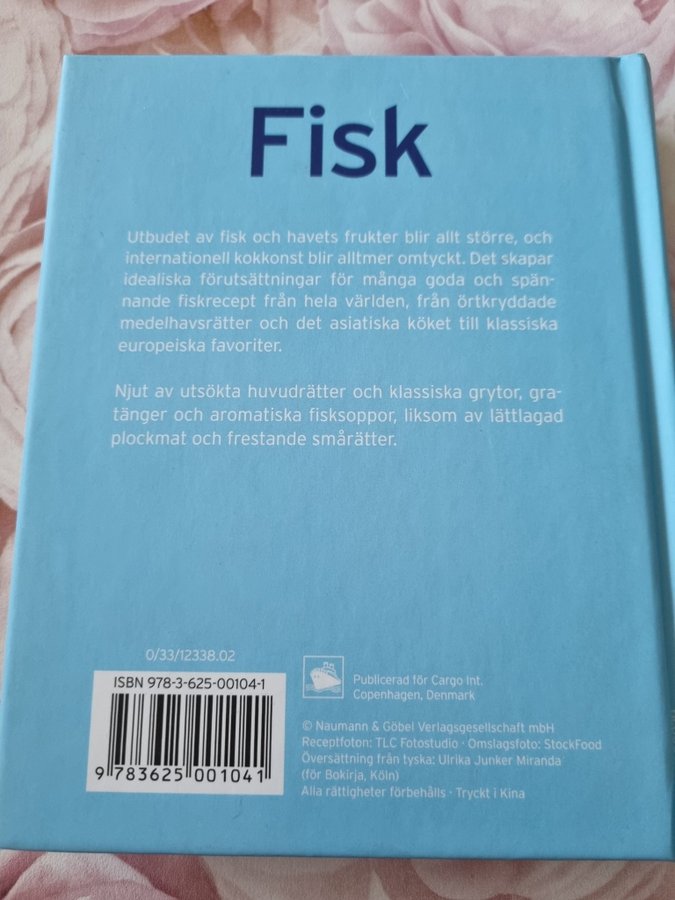 Fisk
Utbudet av fisk och havets frukter blir allt större, och
internationell kokkonst blir alltmer omtyckt. Det skapar
idealiska förutsättningar för många goda och spän-
nande fiskrecept från hela världen, från örtkryddade
medelhavsrätter och det asiatiska köket till klassiska
europeiska favoriter.
Njut av utsökta huvudrätter och klassiska grytor, gra-
tänger och aromatiska fisksoppor, liksom av lättlagad
plockmat och frestande smårätter.
0/33/12338.02
ISBN 978-3-625-00104-1
9 783625 001041
Publicerad för Cargo Int.
Copenhagen, Denmark
© Naumann & Göbel Verlagsgesellschaft mbH
Receptfoton: TLC Fotostudio · Omslagsfoto: StockFood
Översättning från tyska: Ulrika Junker Miranda
(för Bokirja, Köln)
Alla rättigheter förbehålls · Tryckt i Kina